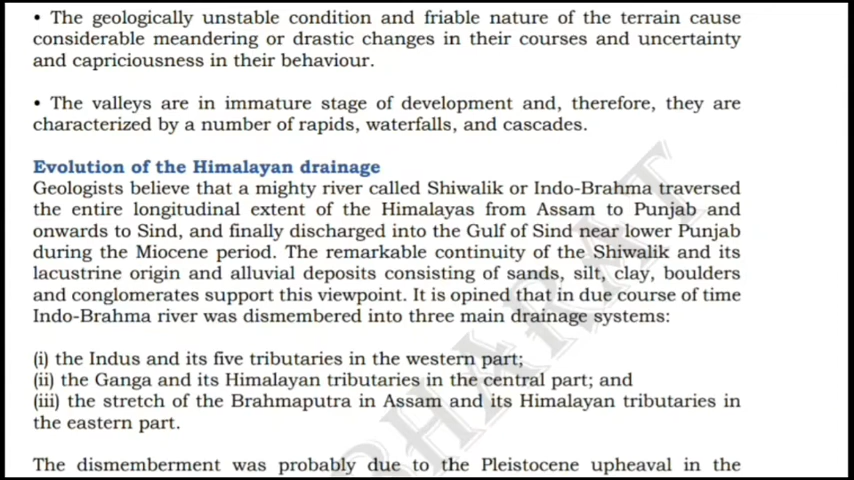 • The geologically unstable condition and friable nature of the terrain cause
considerable meandering or drastic changes in their courses and uncertainty
and capriciousness in their behaviour.
• The valleys are in immature stage of development and, therefore, they are
characterized by a number of rapids, waterfalls, and cascades.
Evolution of the Himalayan drainage
Geologists believe that a mighty river called Shiwalik or Indo-Brahma traversed
the entire longitudinal extent of the Himalayas from Assam to Punjab and
onwards to Sind, and finally discharged into the Gulf of Sind near lower Punjab
during the Miocene period. The remarkable continuity of the Shiwalik and its
lacustrine origin and alluvial deposits consisting of sands, silt, clay, boulders
and conglomerates support this viewpoint. It is opined that in due course of time
Indo-Brahma river was dismembered into three main drainage systems:
(i) the Indus and its five tributaries in the western part;
(ii) the Ganga and its Himalayan tributaries in the central part; and
(iii) the stretch of the Brahmaputra in Assam and its Himalayan tributaries in
the eastern part.
The dismemberment was probably due to the Pleistocene upheaval in the
BHARAT